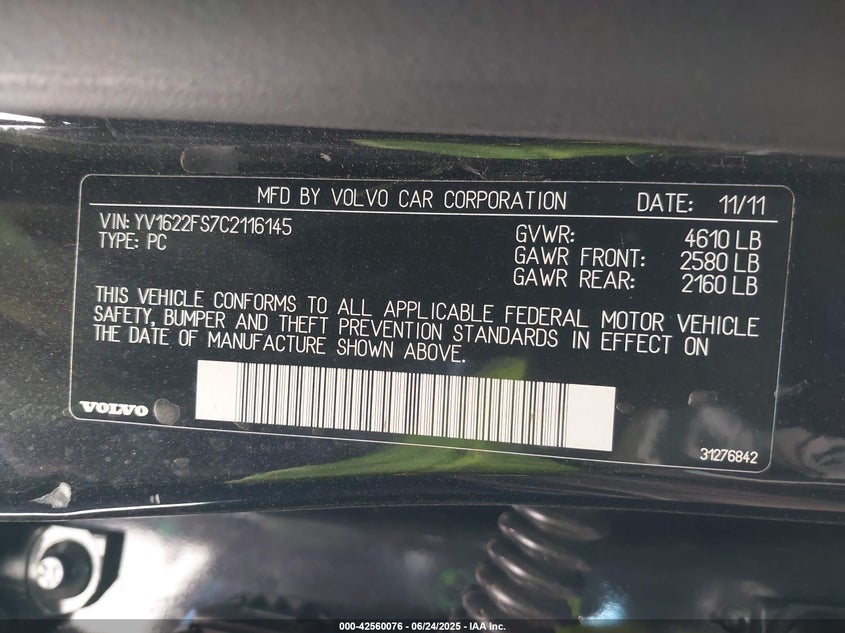 MFD BY VOLVO CAR CORPORATION DATE: 11/11
VIN: YV1622FS7C2116145
TYPE: PC
GVWR: 4610 LB
GAWR FRONT: 2580 LB
GAWR REAR: 2160 LB
THIS VEHICLE CONFORMS TO ALL APPLICABLE FEDERAL MOTOR VEHICLE
SAFETY, BUMPER AND THEFT PREVENTION STANDARDS IN EFFECT ON
THE DATE OF MANUFACTURE SHOWN ABOVE.
VOLVO
31276842
000-42560076 - 06/24/2025 - IAA Inc.